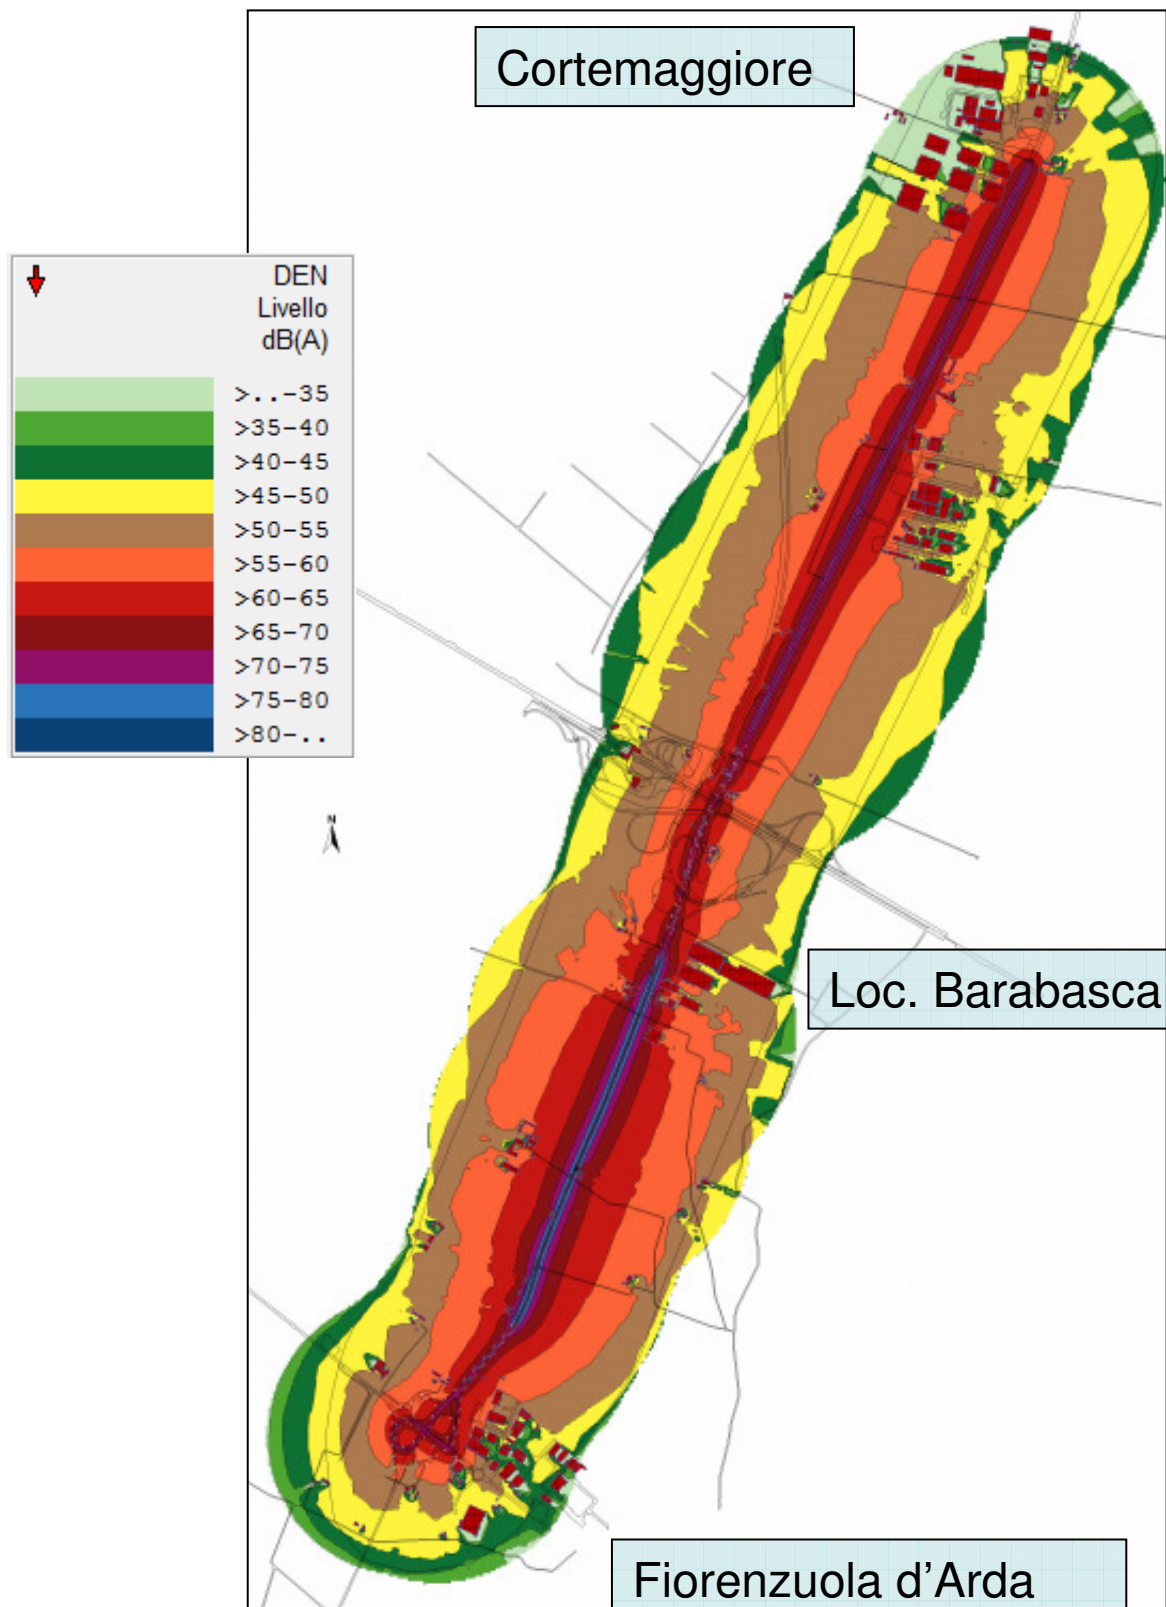 Cortemaggiore
DEN
Livello
dB(A)
>..-35
>35-40
>40-45
>45-50
>50-55
>55-60
>60-65
>65-70
>70-75
>75-80
>80-..
N
Loc. Barabasca
Fiorenzuola d'Arda